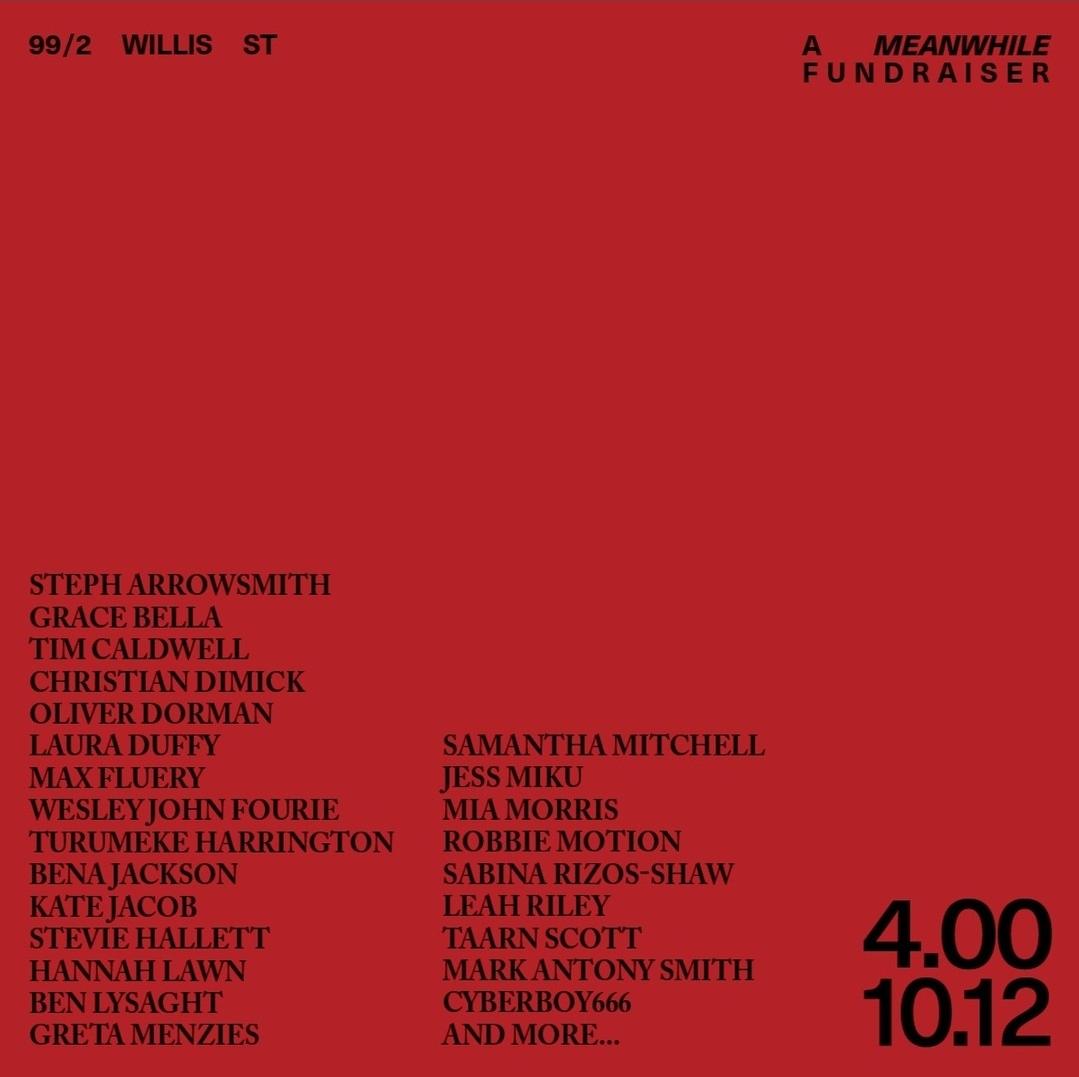 99/2 WILLIS ST
A MEANWHILE
FUNDRAISER
STEPH ARROWSMITH
GRACE BELLA
TIM CALDWELL
CHRISTIAN DIMICK
OLIVER DORMAN
LAURA DUFFY
MAX FLUERY
WESLEY JOHN FOURIE
TURUMEKE HARRINGTON
BENA JACKSON
KATE JACOB
STEVIE HALLETT
HANNAH LAWN
BEN LYSAGHT
GRETA MENZIES
SAMANTHA MITCHELL
JESS MIKU
MIA MORRIS
ROBBIE MOTION
SABINA RIZOS-SHAW
LEAH RILEY
TAARN SCOTT
MARK ANTONY SMITH
CYBERBOY666
AND MORE...
4.00
10.12